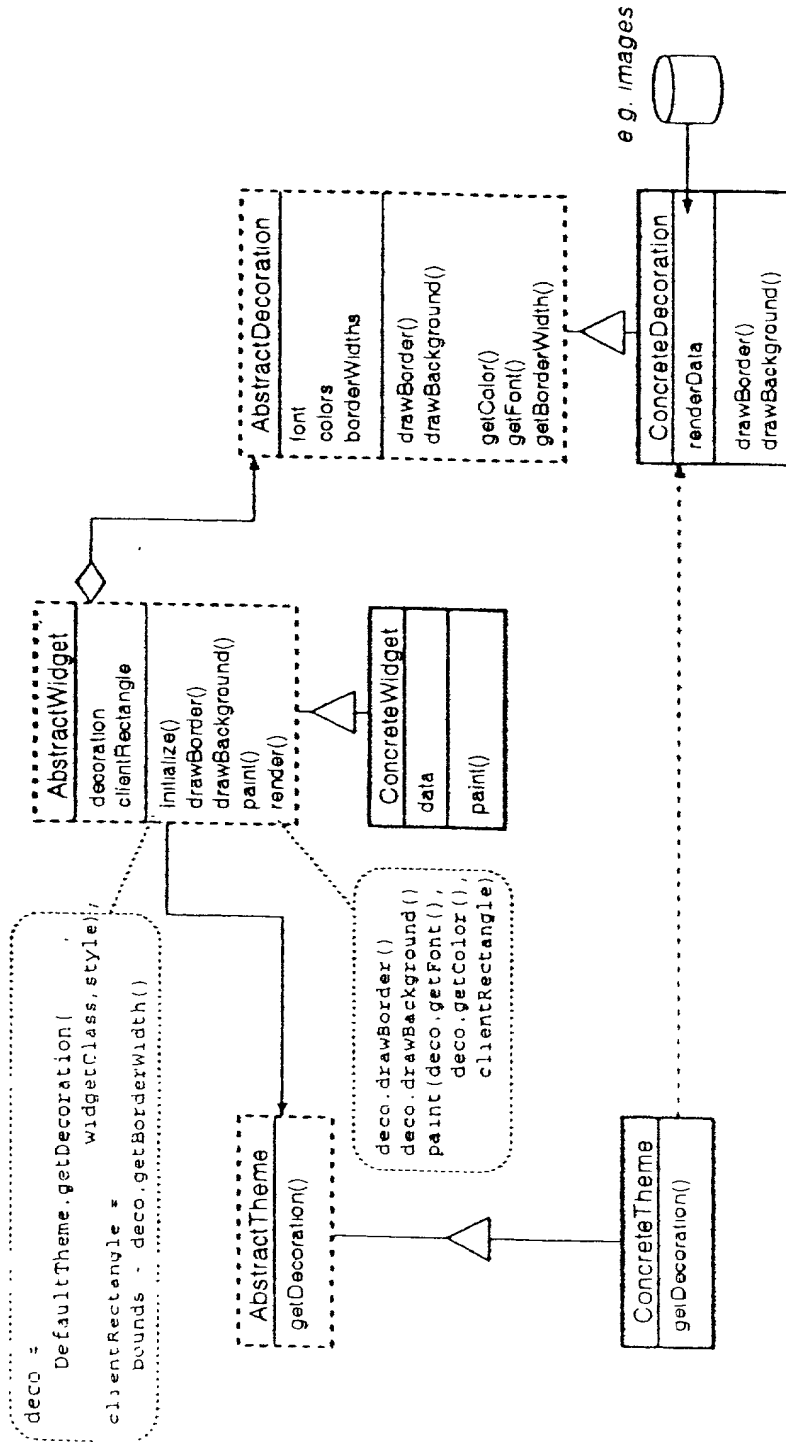 deco =
DefaultTheme.getDecoration(
widgetClass,style),
clientRectangle =
bounds - deco.getBorderWidth()
AbstractTheme
getDecoration()
ConcreteTheme
getDecoration()
deco.drawBorder()
deco.drawBackground()
paint(deco.getFont(),
deco.getColor(),
clientRectangle)
AbstractWidget
decoration
clientRectangle
initialize()
drawBorder()
drawBackground()
paint()
render()
ConcreteWidget
data
paint()
AbstractDecoration
font
colors
borderWidths
drawBorder()
drawBackground()
getColor()
getFont()
getBorderWidth()
ConcreteDecoration
renderData
drawBorder()
drawBackground()
e g. images